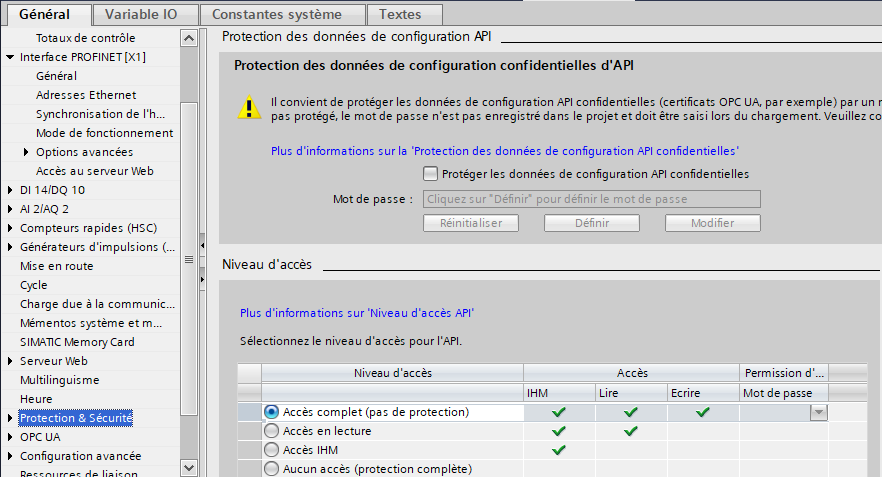 Général
Variable IO
Constantes système
Textes
Totaux de contrôle
Interface PROFINET [X1]
Général
Adresses Ethernet
Synchronisation de l'h...
Mode de fonctionnement
Options avancées
Accès au serveur Web
DI 14/DQ 10
AI 2/AQ 2
Compteurs rapides (HSC)
Générateurs d'impulsions (...
Mise en route
Cycle
Charge due à la communic...
Mémentos système et m...
SIMATIC Memory Card
Serveur Web
Multilinguisme
Heure
Protection & Sécurité
OPC UA
Configuration avancée
Ressources de liaison
Protection des données de configuration API
Protection des données de configuration confidentielles d'API
Il convient de protéger les données de configuration API confidentielles (certificats OPC UA, par exemple) par un
pas protégé, le mot de passe n'est pas enregistré dans le projet et doit être saisi lors du chargement. Veuillez
Plus d'informations sur la 'Protection des données de configuration API confidentielles'
Protéger les données de configuration API confidentielles
Mot de passe : Cliquez sur "Définir" pour définir le mot de passe
Réinitialiser Définir Modifier
Niveau d'accès
Plus d'informations sur 'Niveau d'accès API'
Sélectionnez le niveau d'accès pour l'API.
Niveau d'accès Accès Permission d'...
IHM Lire Ecrire Mot de passe
Accès complet (pas de protection)
Accès en lecture
Accès IHM
Aucun accès (protection complète)